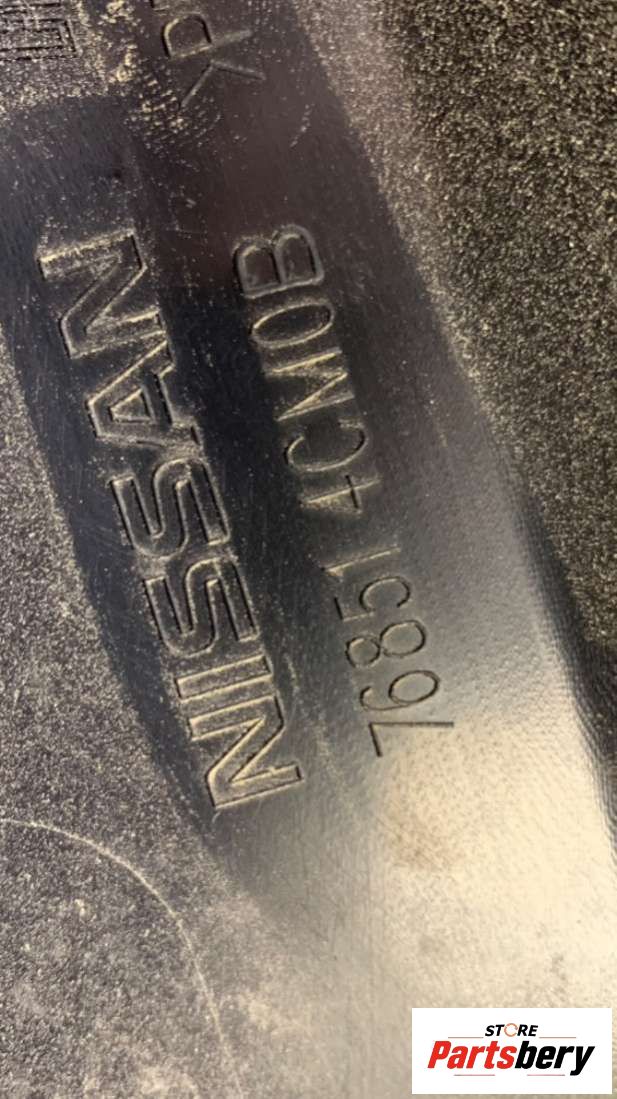 NISSAN
76851 4CM0B
STORE
Partsbery